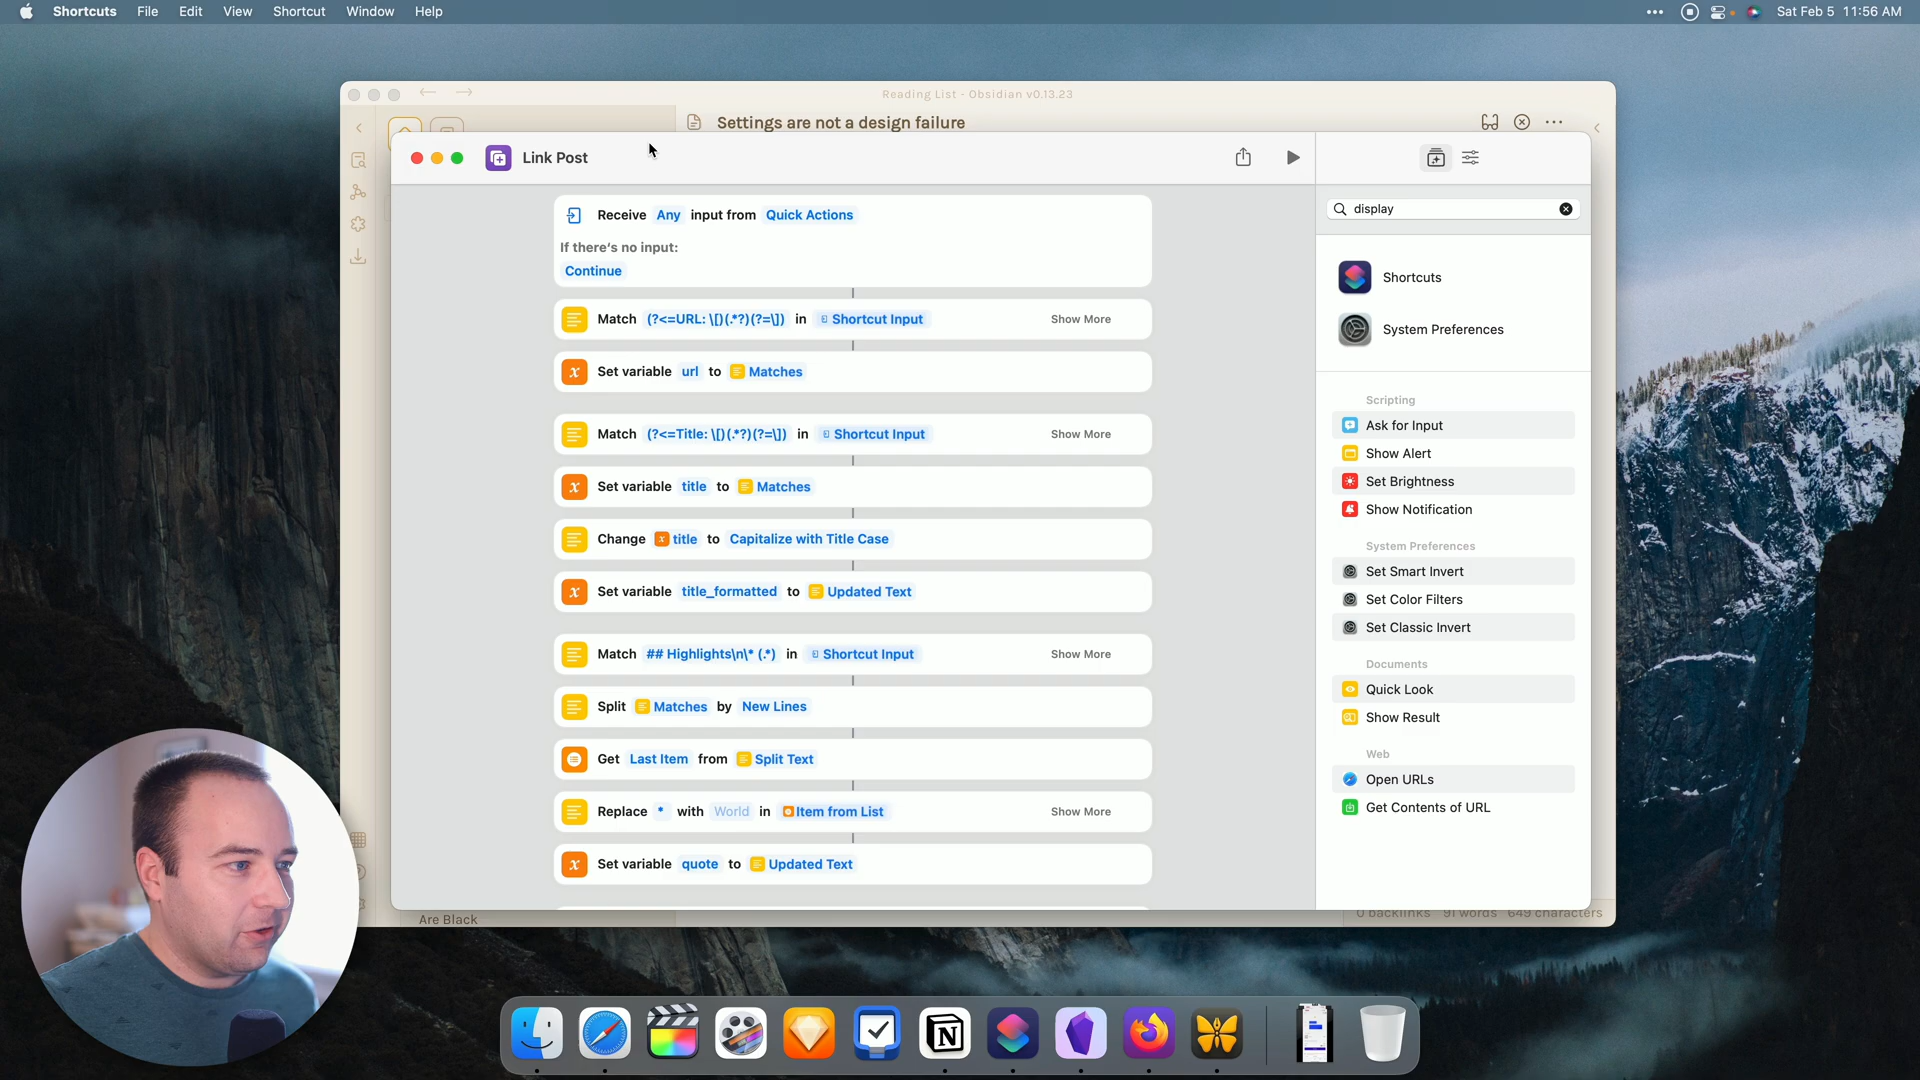 Shortcuts File Edit View Shortcut Window Help
Sat Feb 5 11:56 AM
Reading List - Obsidian v0.13.23
Settings are not a design failure
Link Post
Receive Any input from Quick Actions
If there's no input:
Continue
Match (?<=URL: \[)(.*?)(?=\]) in Shortcut Input Show More
Set variable url to Matches
Match (?<=Title: \[)(.*?)(?=\]) in Shortcut Input Show More
Set variable title to Matches
Change title to Capitalize with Title Case
Set variable title_formatted to Updated Text
Match ## Highlights\n\* (.*) in Shortcut Input Show More
Split Matches by New Lines
Get Last Item from Split Text
Replace * with World in Item from List Show More
Set variable quote to Updated Text
display
Shortcuts
System Preferences
Scripting
Ask for Input
Show Alert
Set Brightness
Show Notification
System Preferences
Set Smart Invert
Set Color Filters
Set Classic Invert
Documents
Quick Look
Show Result
Web
Open URLs
Get Contents of URL
Are Black
0 backlinks 91 words 649 characters